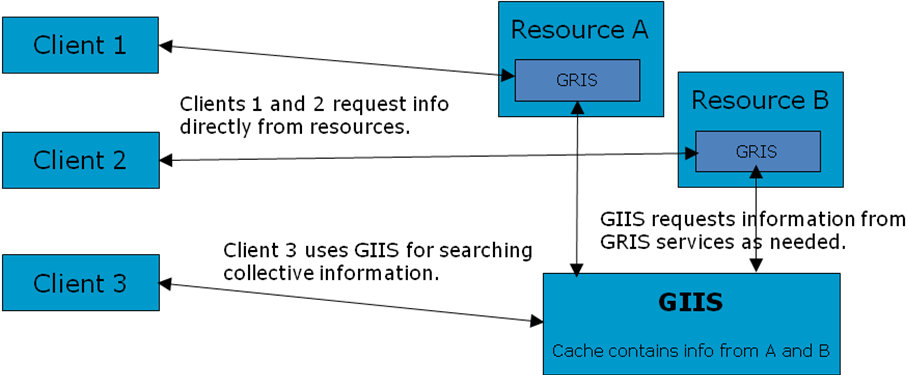 Client 1
Resource A
GRIS
Clients 1 and 2 request info
directly from resources.
Resource B
GRIS
Client 2
GIIS requests information from
GRIS services as needed.
Client 3 uses GIIS for searching
collective information.
Client 3
GIIS
Cache contains info from A and B